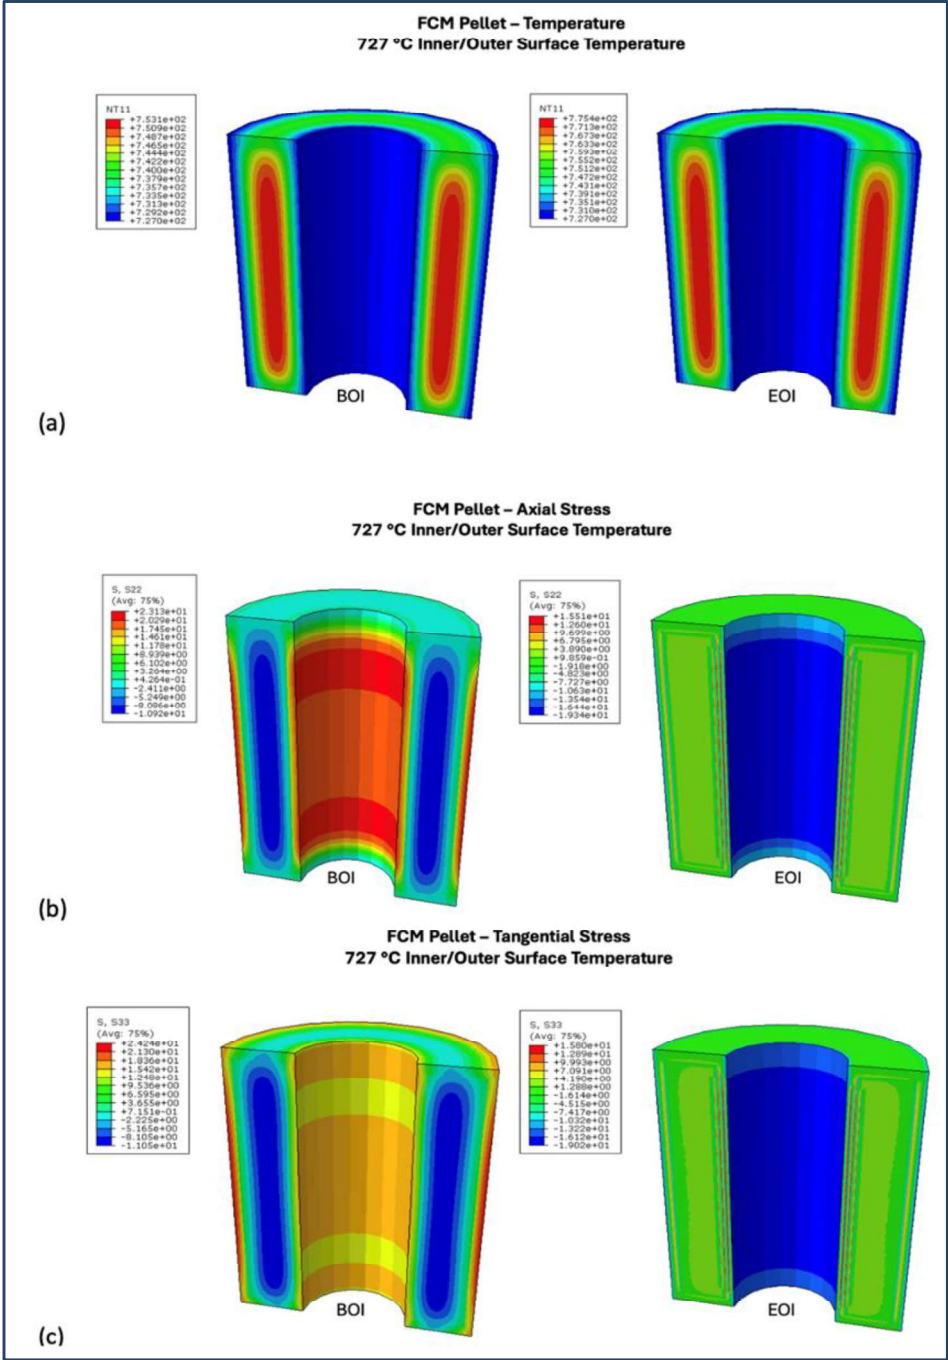 FCM Pellet – Temperature
727 °C Inner/Outer Surface Temperature
NT11
+7.531e+02
+7.509e+02
+7.487e+02
+7.465e+02
+7.444e+02
+7.422e+02
+7.400e+02
+7.379e+02
+7.357e+02
+7.335e+02
+7.313e+02
+7.292e+02
+7.270e+02
BOI
NT11
+7.754e+02
+7.713e+02
+7.673e+02
+7.633e+02
+7.593e+02
+7.552e+02
+7.512e+02
+7.472e+02
+7.431e+02
+7.391e+02
+7.351e+02
+7.310e+02
+7.270e+02
EOI
(a)
FCM Pellet – Axial Stress
727 °C Inner/Outer Surface Temperature
S, S22
(Avg: 75%)
+2.313e+01
+2.029e+01
+1.745e+01
+1.461e+01
+1.178e+01
+8.939e+00
+6.102e+00
+3.264e+00
+4.264e-01
-2.411e+00
-5.249e+00
-8.086e+00
-1.092e+01
BOI
S, S22
(Avg: 75%)
+1.551e+01
+1.260e+01
+9.699e+00
+6.795e+00
+3.890e+00
+9.859e-01
-1.918e+00
-4.823e+00
-7.727e+00
-1.063e+01
-1.354e+01
-1.644e+01
-1.934e+01
EOI
(b)
FCM Pellet – Tangential Stress
727 °C Inner/Outer Surface Temperature
S, S33
(Avg: 75%)
+2.424e+01
+2.130e+01
+1.836e+01
+1.542e+01
+1.248e+01
+9.536e+00
+6.595e+00
+3.655e+00
+7.151e-01
-2.225e+00
-5.165e+00
-8.105e+00
-1.105e+01
BOI
S, S33
(Avg: 75%)
+1.580e+01
+1.289e+01
+9.993e+00
+7.091e+00
+4.190e+00
+1.288e+00
-1.614e+00
-4.515e+00
-7.417e+00
-1.032e+01
-1.322e+01
-1.612e+01
-1.902e+01
EOI
(c)